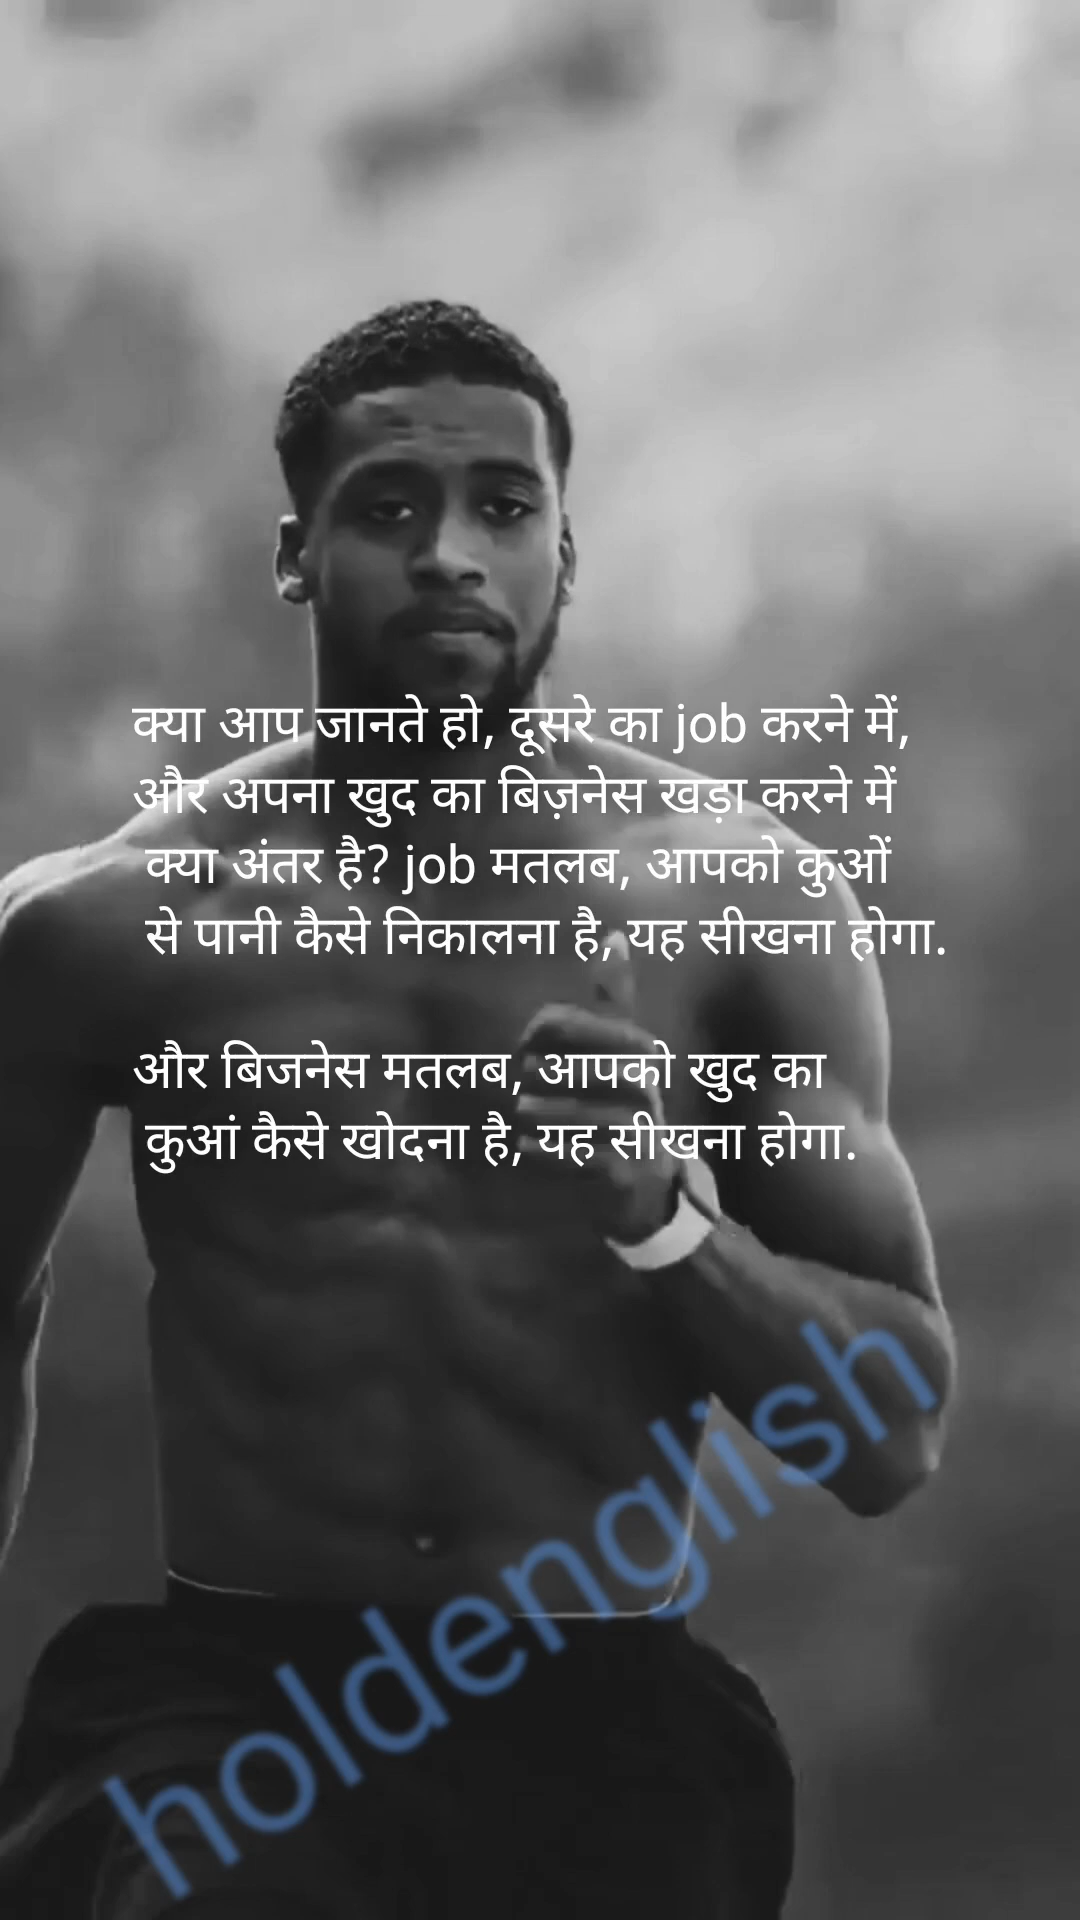 क्या आप जानते हो, दूसरे का job करने में,
और अपना खुद का बिज़नेस खड़ा करने में
क्या अंतर है? job मतलब, आपको कुओं
से पानी कैसे निकालना है, यह सीखना होगा.
और बिजनेस मतलब, आपको खुद का
कुआं कैसे खोदना है, यह सीखना होगा.
holdenglish